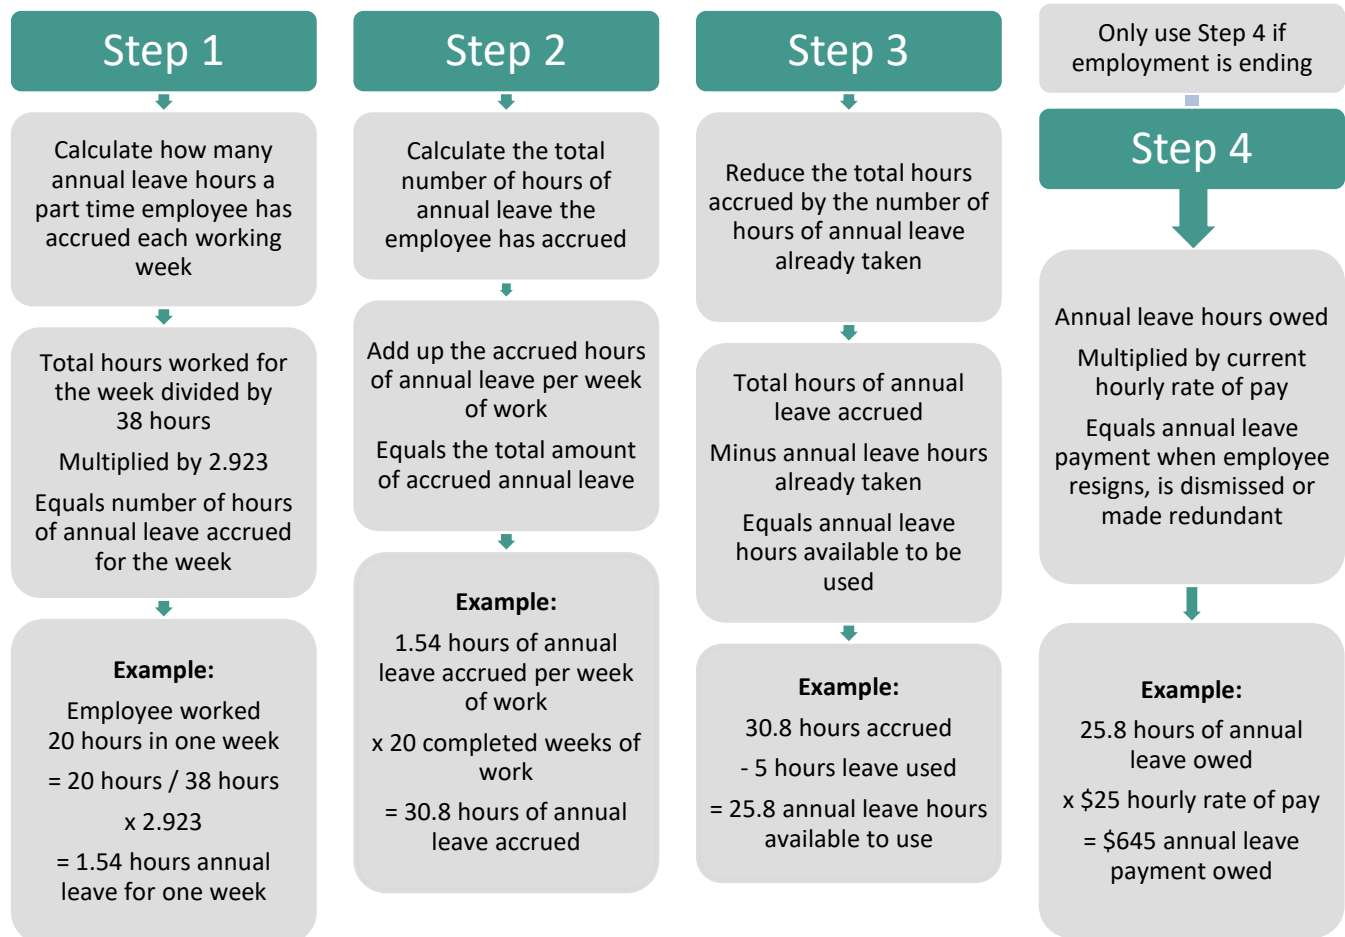 Step 1
Calculate how many
annual leave hours a
part time employee has
accrued each working
week
Total hours worked for
the week divided by
38 hours
Multiplied by 2.923
Equals number of hours
of annual leave accrued
for the week
Example:
Employee worked
20 hours in one week
= 20 hours / 38 hours
x 2.923
= 1.54 hours annual
leave for one week
Step 2
Calculate the total
number of hours of
annual leave the
employee has accrued
Add up the accrued hours
of annual leave per week
of work
Equals the total amount
of accrued annual leave
Example:
1.54 hours of annual
leave accrued per week
of work
x 20 completed weeks of
work
= 30.8 hours of annual
leave accrued
Step 3
Reduce the total hours
accrued by the number of
hours of annual leave
already taken
Total hours of annual
leave accrued
Minus annual leave hours
already taken
Equals annual leave
hours available to be
used
Example:
30.8 hours accrued
- 5 hours leave used
= 25.8 annual leave hours
available to use
Only use Step 4 if
employment is ending
Step 4
Annual leave hours owed
Multiplied by current
hourly rate of pay
Equals annual leave
payment when employee
resigns, is dismissed or
made redundant
Example:
25.8 hours of annual
leave owed
x $25 hourly rate of pay
= $645 annual leave
payment owed